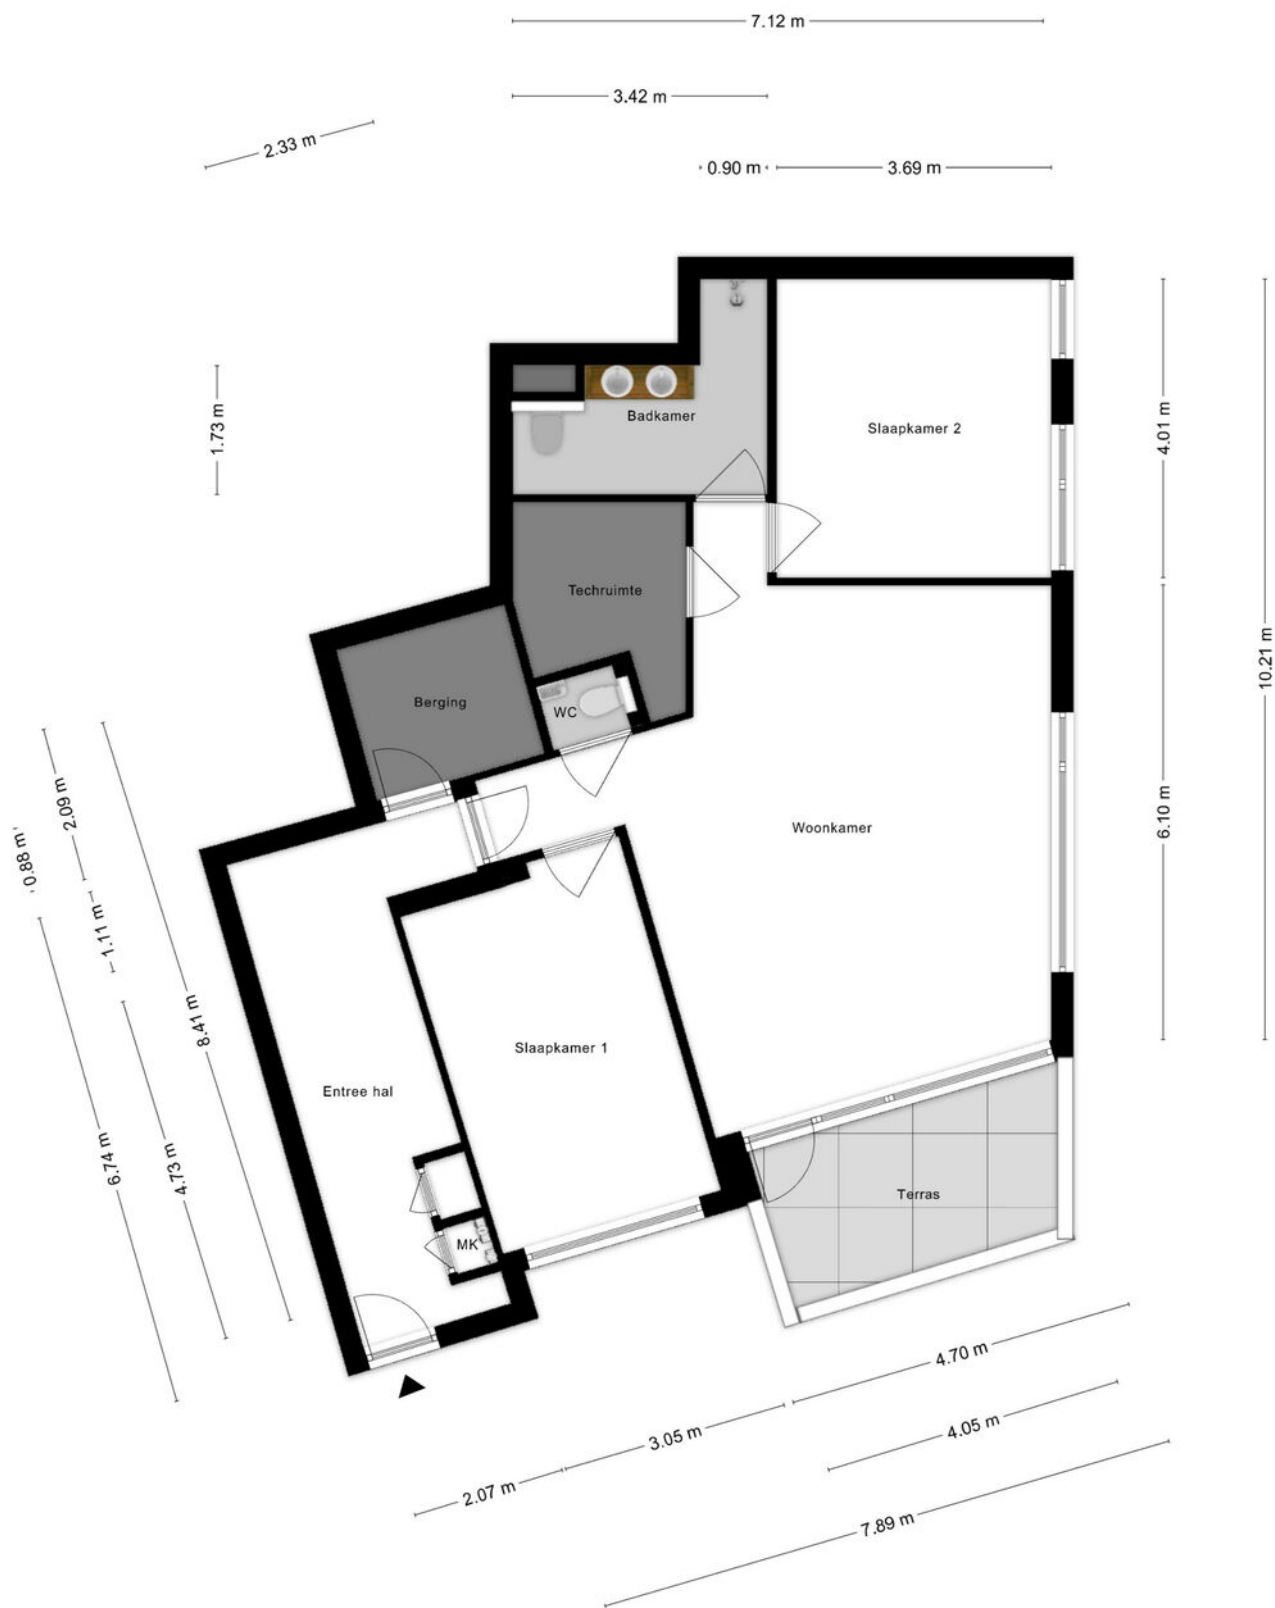 7.12 m
3.42 m
2.33 m
0.90 m
3.69 m
1.73 m
Badkamer
Slaapkamer 2
4.01 m
Techruimte
10.21 m
Berging
WC
2.09 m
0.88 m
Woonkamer
6.10 m
1.11 m
8.41 m
Slaapkamer 1
Entree hal
6.74 m
4.73 m
Terras
MK
4.70 m
3.05 m
4.05 m
2.07 m
7.89 m